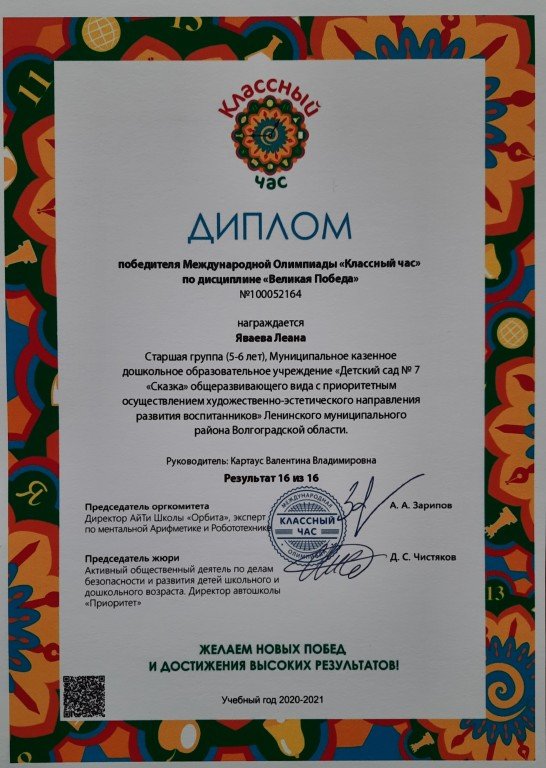 Классный
час
ДИПЛОМ
победителя Международной Олимпиады «Классный час»
по дисциплине «Великая Победа»
№100052164
награждается
Яваева Леана
Старшая группа (5-6 лет), Муниципальное казенное
дошкольное образовательное учреждение «Детский сад № 7
«Сказка» общеразвивающего вида с приоритетным
осуществлением художественно-эстетического направления
развития воспитанников» Ленинского муниципального
района Волгоградской области.
Руководитель: Картаус Валентина Владимировна
Результат 16 из 16
Председатель оргкомитета
Директор АйТи Школы «Орбита», эксперт
по ментальной Арифметике и Робототехнике
А. А. Зарипов
МЕЖДУНАРОДНАЯ
КЛАССНЫЙ
ЧАС
ОЛИМПИАДА
Председатель жюри
Активный общественный деятель по делам
безопасности и развития детей школьного и
дошкольного возраста. Директор автошколы
«Приоритет»
Д. С. Чистяков
ЖЕЛАЕМ НОВЫХ ПОБЕД
И ДОСТИЖЕНИЯ ВЫСОКИХ РЕЗУЛЬТАТОВ!
Учебный год 2020-2021
11
13